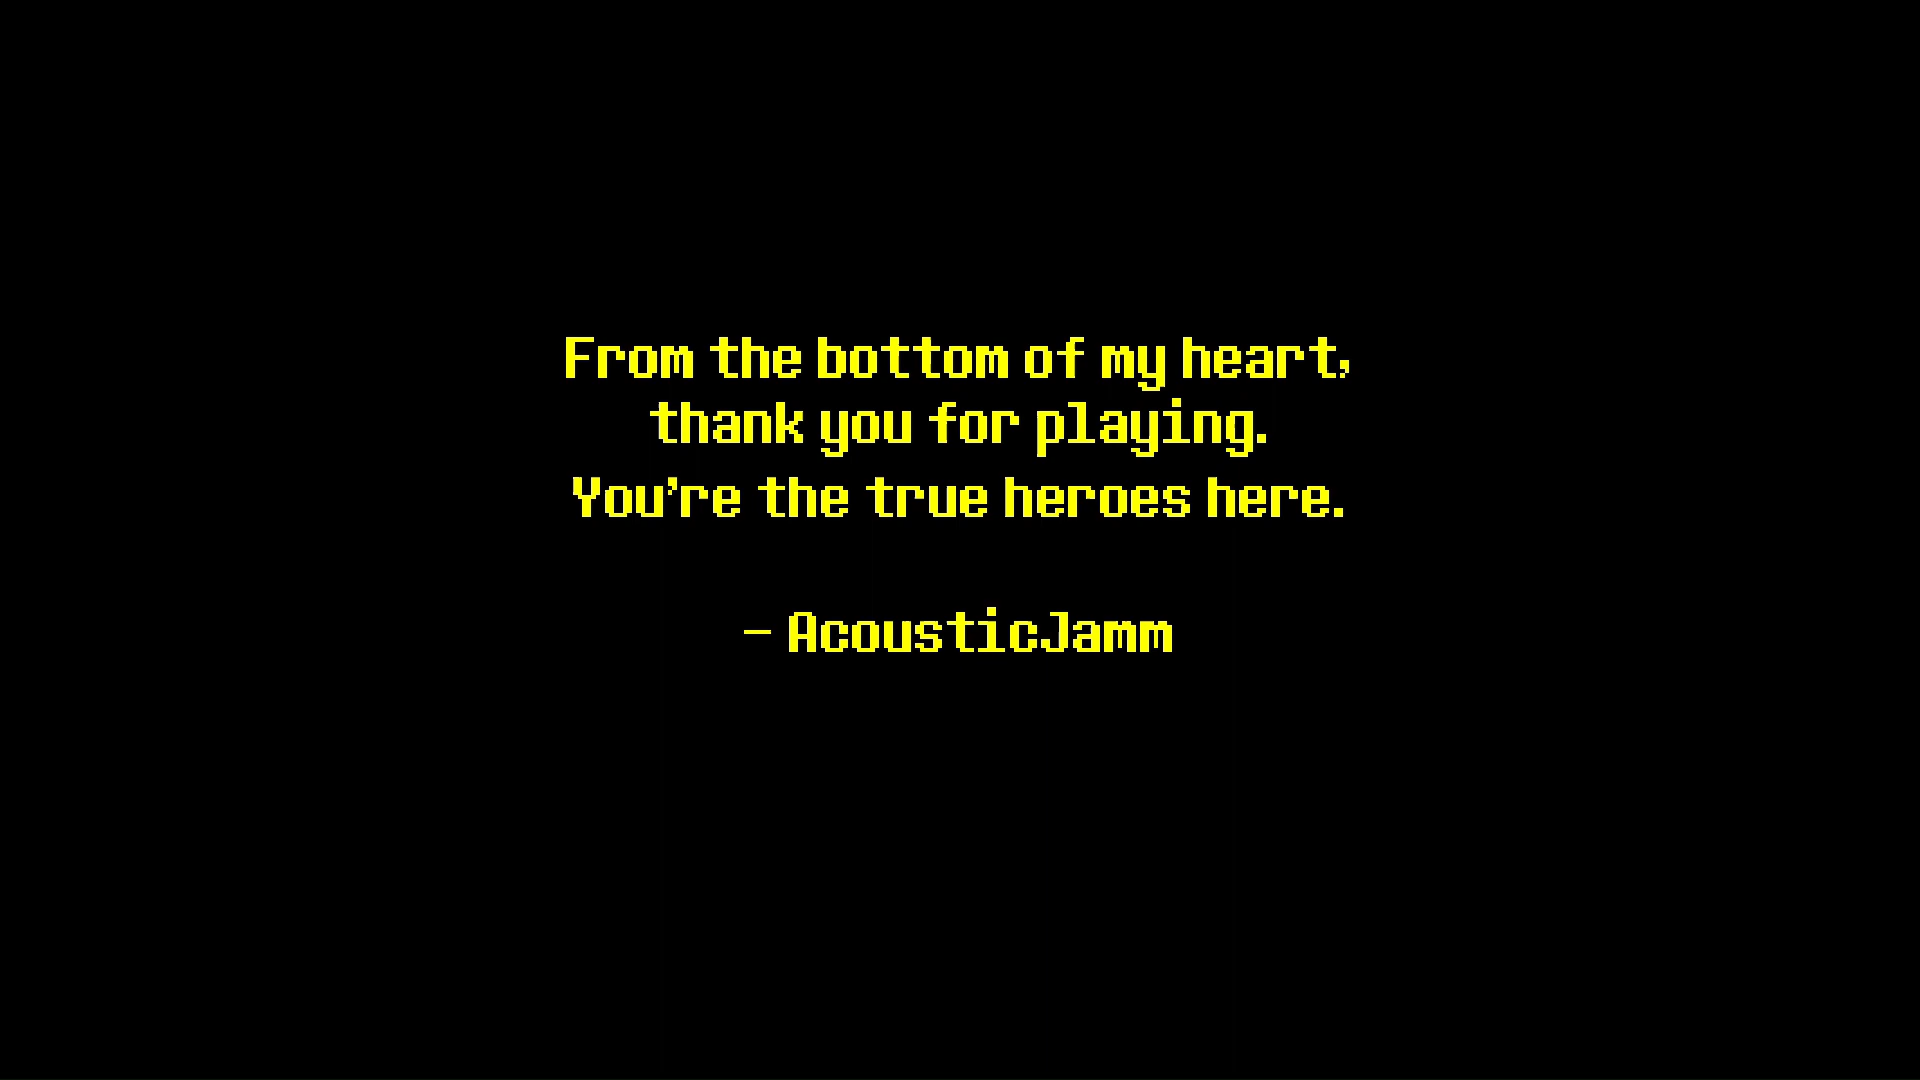 From the bottom of my heart,
thank you for playing.
You're the true heroes here.
- AcousticJamm